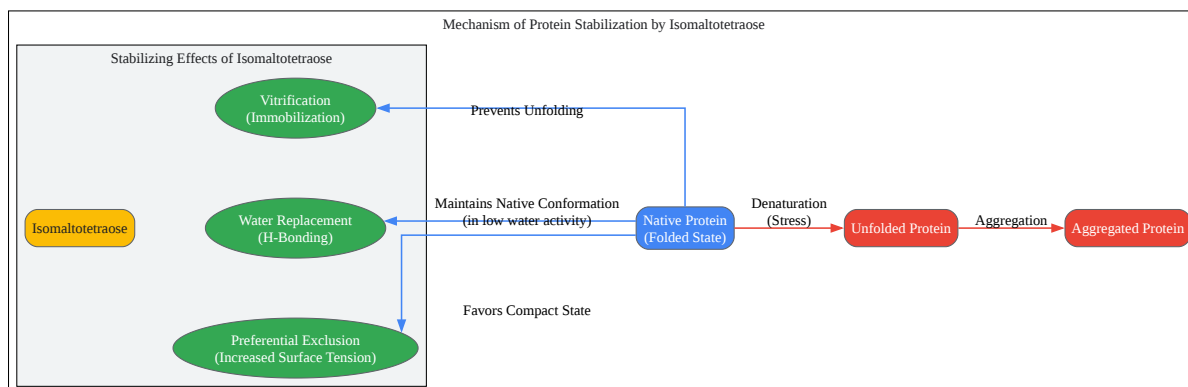 Mechanism of Protein Stabilization by Isomaltotetraose
Stabilizing Effects of Isomaltotetraose
Vitrification
(Immobilization)
Prevents Unfolding
Isomaltotetraose
Water Replacement
(H-Bonding)
Maintains Native Conformation
(in low water activity)
Native Protein
(Folded State)
Denaturation
(Stress)
Unfolded Protein
Aggregation
Aggregated Protein
Favors Compact State
Preferential Exclusion
(Increased Surface Tension)